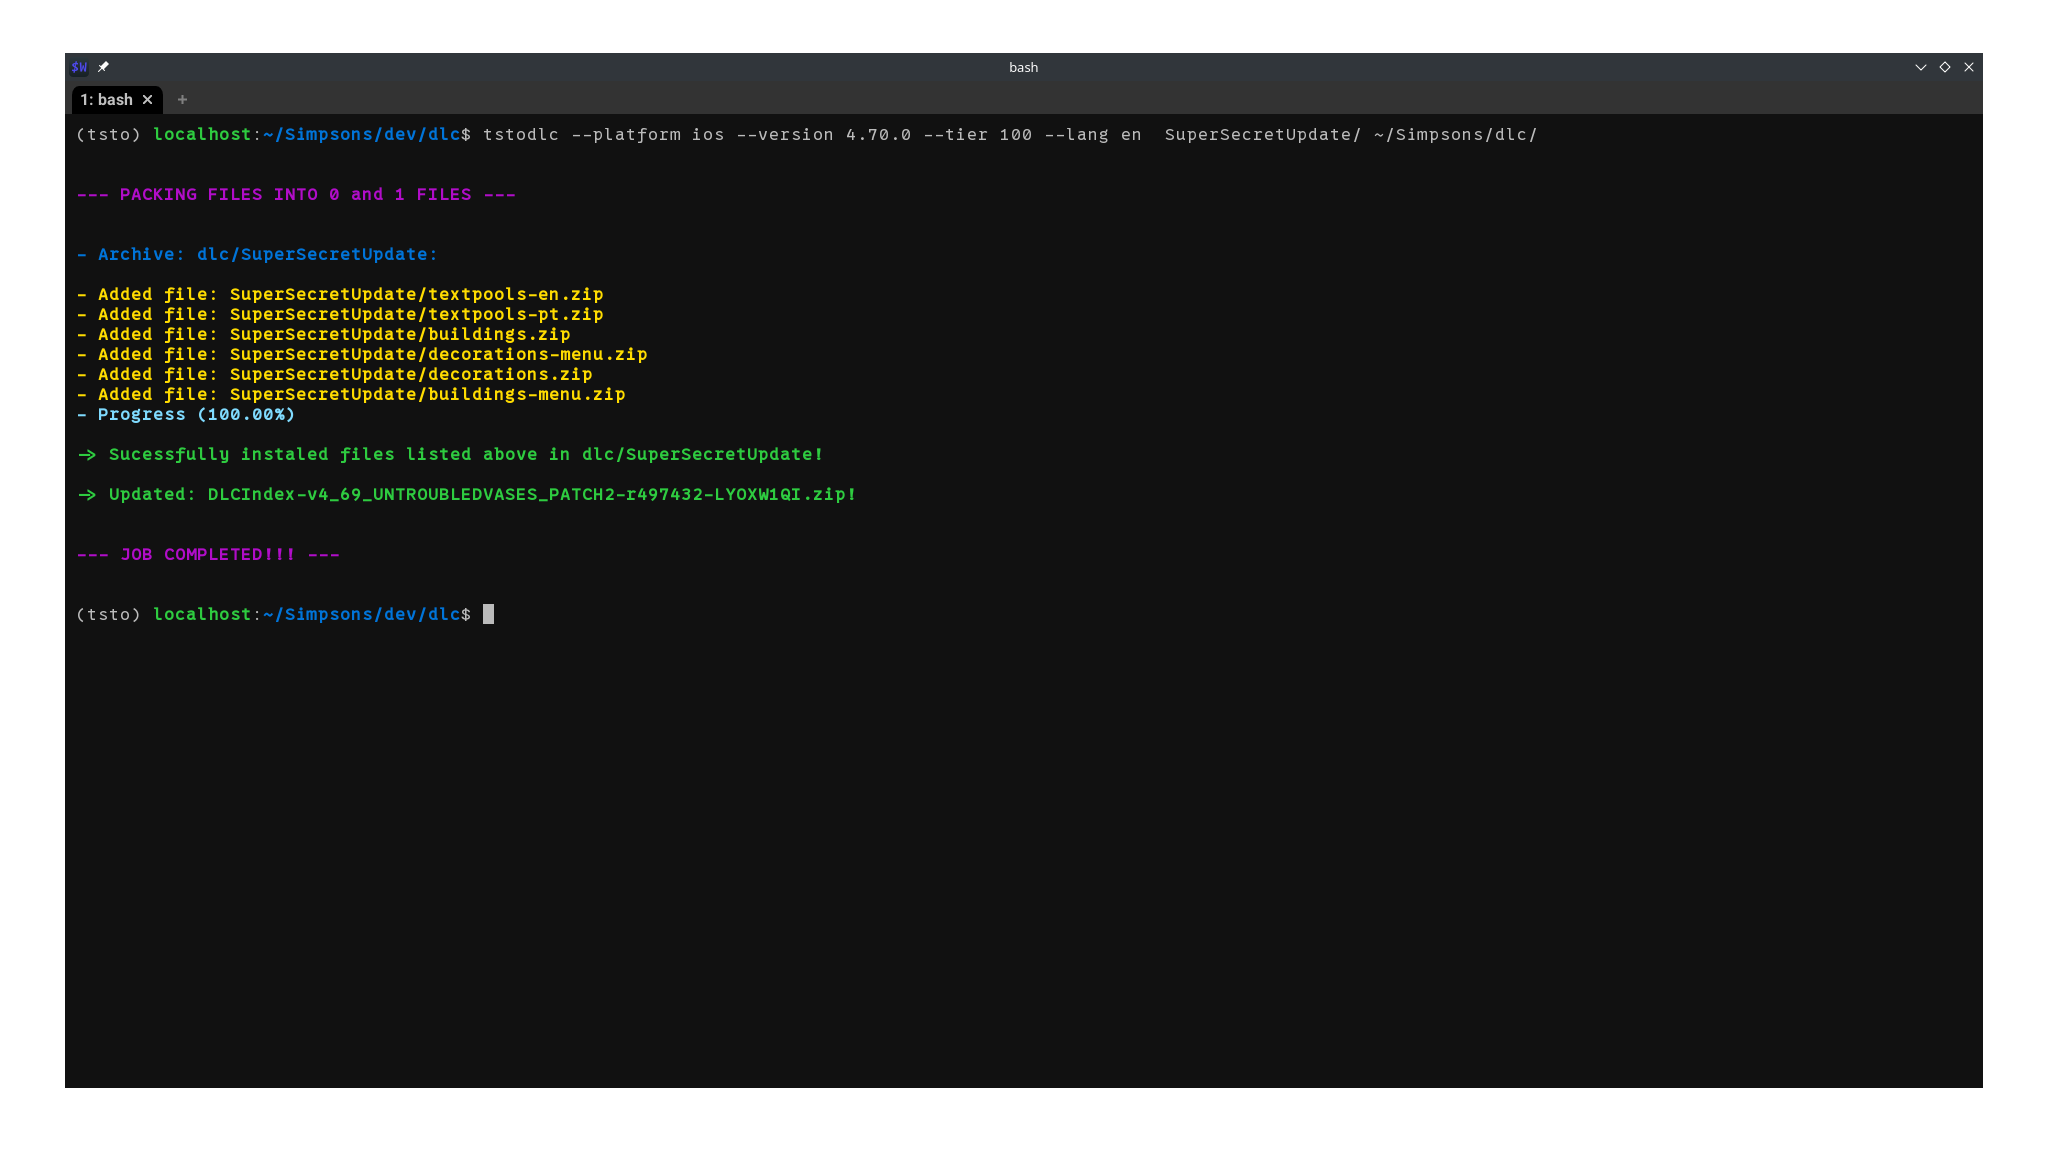 $W
bash
1: bash × +
(tsto) localhost:~/Simpsons/dev/dlc$ tstodlc --platform ios --version 4.70.0 --tier 100 --lang en  SuperSecretUpdate/ ~/Simpsons/dlc/
--- PACKING FILES INTO 0 and 1 FILES ---
- Archive: dlc/SuperSecretUpdate:
- Added file: SuperSecretUpdate/textpools-en.zip
- Added file: SuperSecretUpdate/textpools-pt.zip
- Added file: SuperSecretUpdate/buildings.zip
- Added file: SuperSecretUpdate/decorations-menu.zip
- Added file: SuperSecretUpdate/decorations.zip
- Added file: SuperSecretUpdate/buildings-menu.zip
- Progress (100.00%)
-> Sucessfully instaled files listed above in dlc/SuperSecretUpdate!
-> Updated: DLCIndex-v4_69_UNTROUBLEDVASES_PATCH2-r497432-LYOXW1QI.zip!
--- JOB COMPLETED!!! ---
(tsto) localhost:~/Simpsons/dev/dlc$